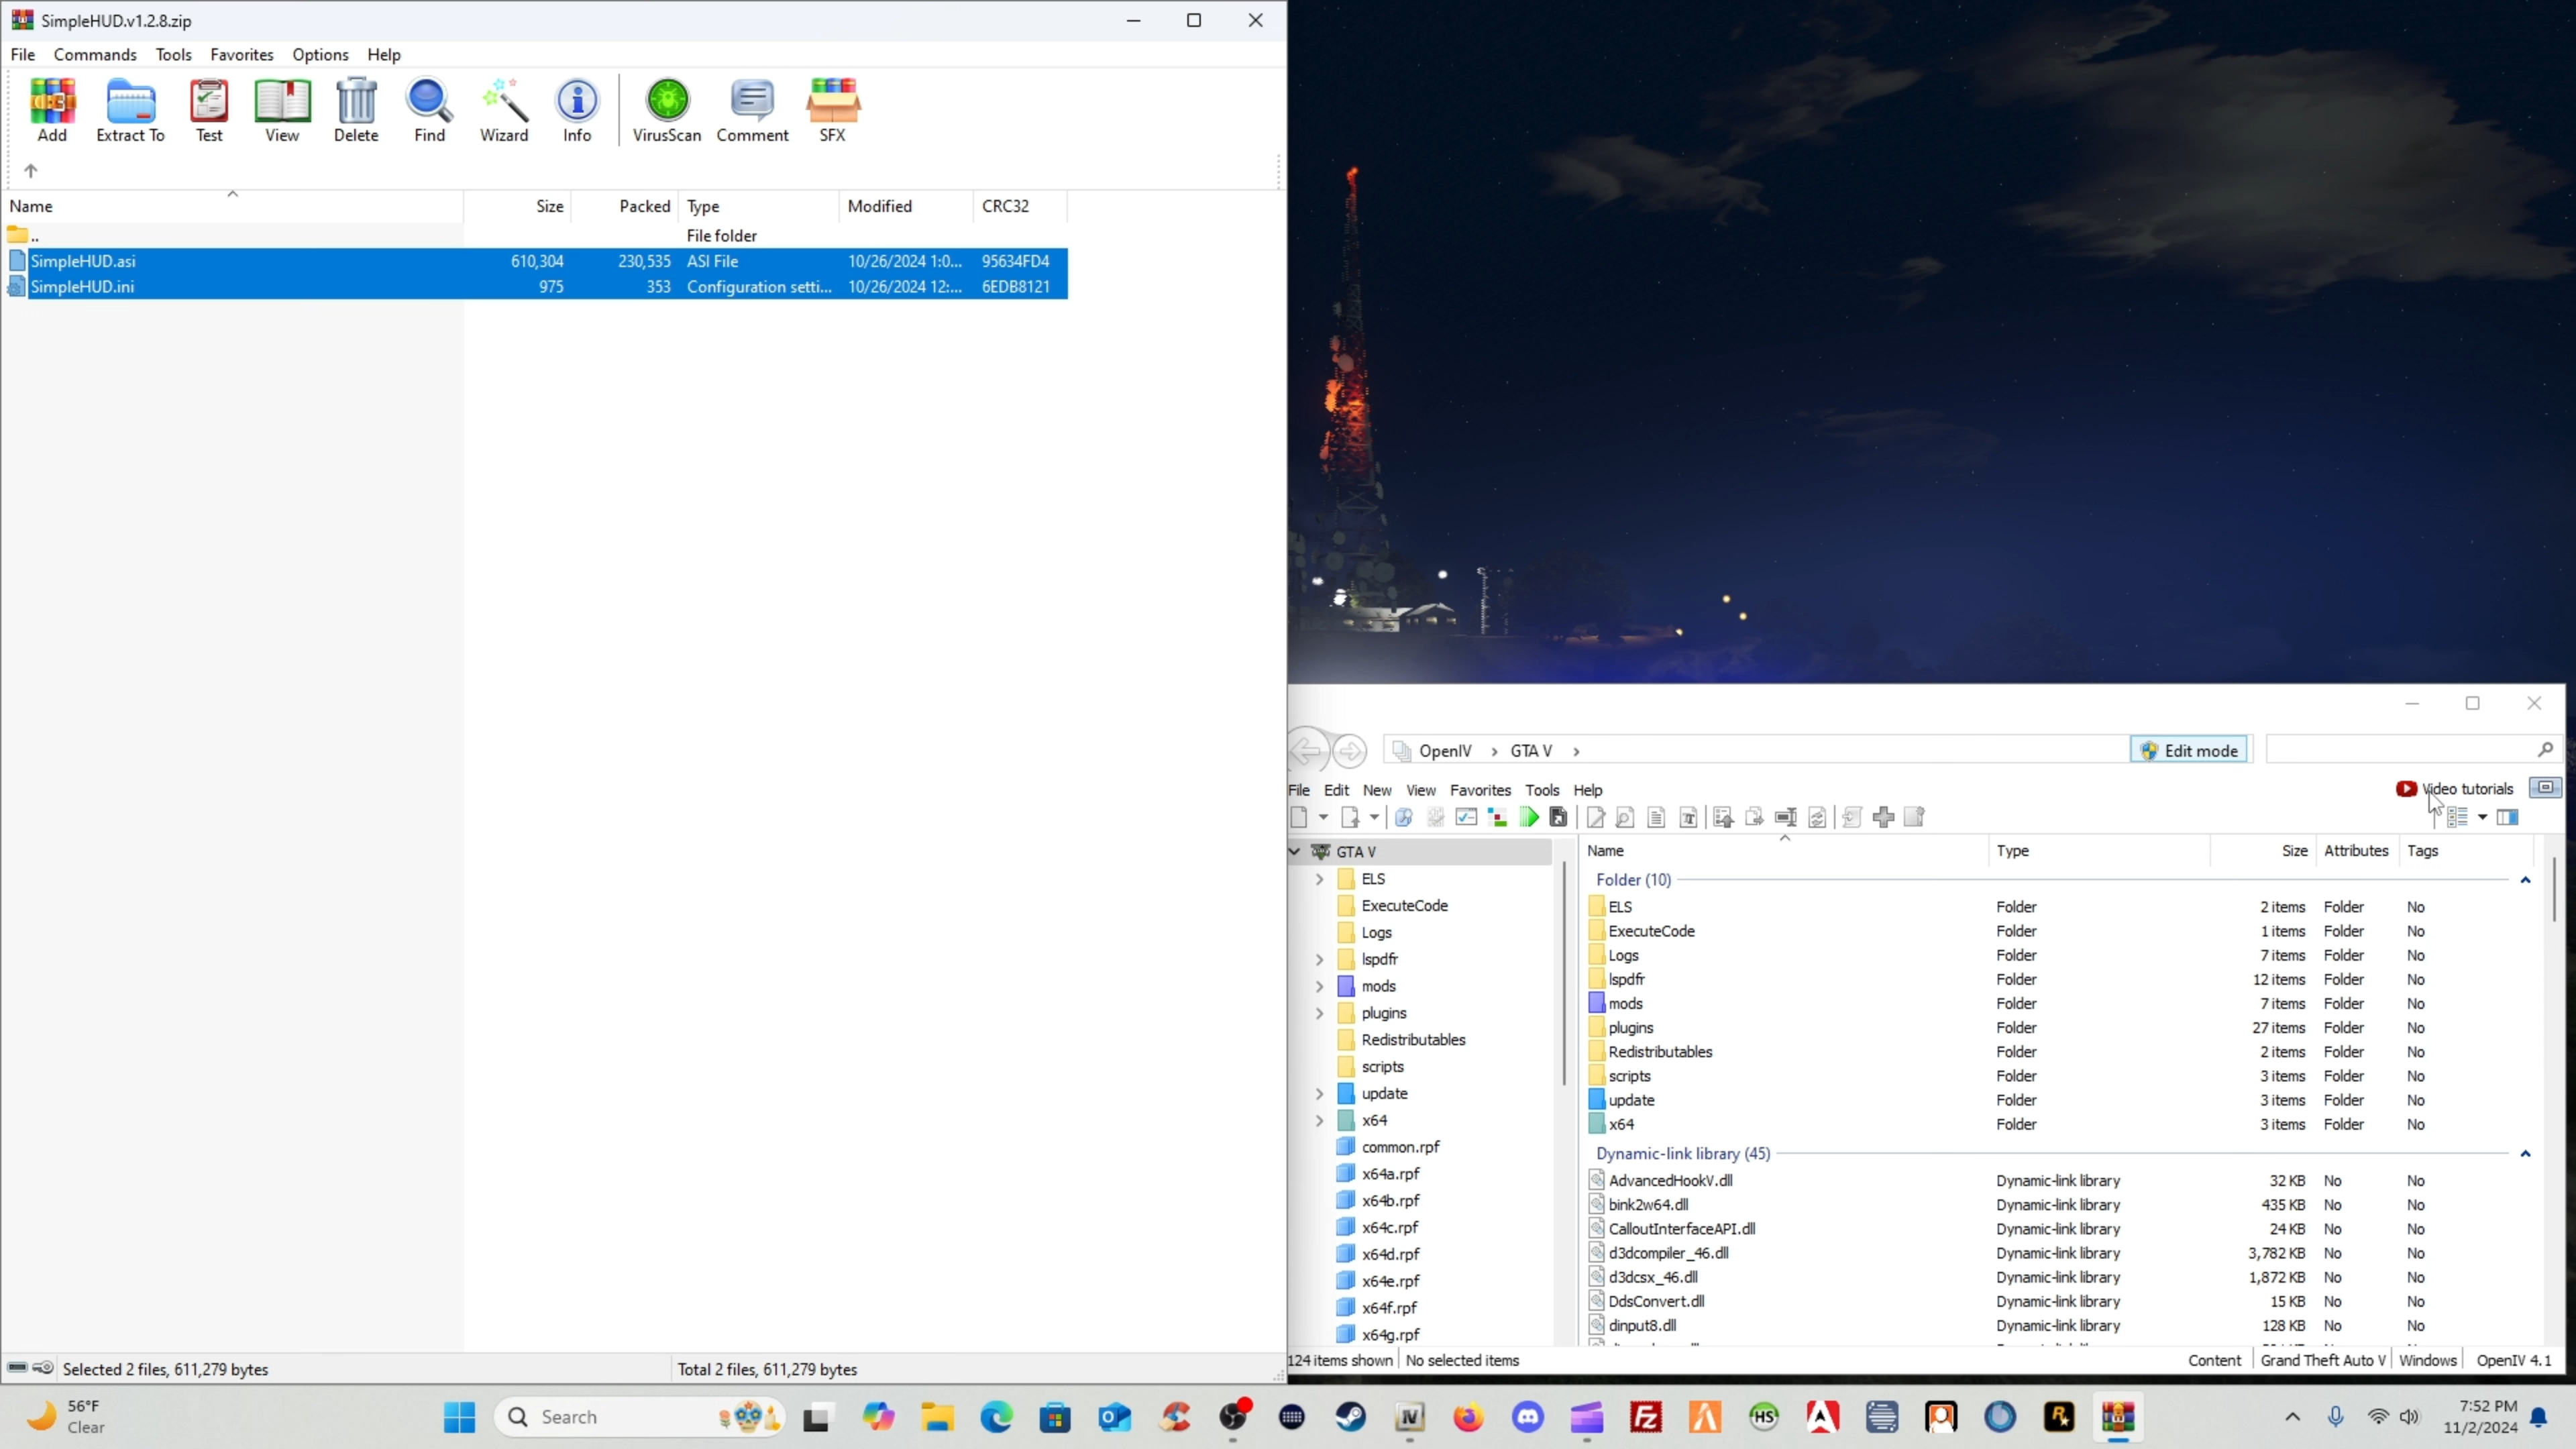 SimpleHUD.v1.2.8.zip
File Commands Tools Favorites Options Help
Add Extract To Test View Delete Find Wizard Info VirusScan Comment SFX
Name Size Packed Type Modified CRC32
.. File folder
SimpleHUD.asi 610,304 230,535 ASI File 10/26/2024 1:0... 95634FD4
SimpleHUD.ini 975 353 Configuration setti... 10/26/2024 12:... 6EDB8121
Selected 2 files, 611,279 bytes Total 2 files, 611,279 bytes
OpenIV > GTA V > Edit mode
File Edit New View Favorites Tools Help Video tutorials
GTA V
ELS
ExecuteCode
Logs
lspdfr
mods
plugins
Redistributables
scripts
update
x64
common.rpf
x64a.rpf
x64b.rpf
x64c.rpf
x64d.rpf
x64e.rpf
x64f.rpf
x64g.rpf
Name Type Size Attributes Tags
Folder (10)
ELS Folder 2 items Folder No
ExecuteCode Folder 1 items Folder No
Logs Folder 7 items Folder No
lspdfr Folder 12 items Folder No
mods Folder 7 items Folder No
plugins Folder 27 items Folder No
Redistributables Folder 2 items Folder No
scripts Folder 3 items Folder No
update Folder 3 items Folder No
x64 Folder 3 items Folder No
Dynamic-link library (45)
AdvancedHookV.dll Dynamic-link library 32 KB No No
bink2w64.dll Dynamic-link library 435 KB No No
CalloutInterfaceAPI.dll Dynamic-link library 24 KB No No
d3dcompiler_46.dll Dynamic-link library 3,782 KB No No
d3dcsx_46.dll Dynamic-link library 1,872 KB No No
DdsConvert.dll Dynamic-link library 15 KB No No
dinput8.dll Dynamic-link library 128 KB No No
124 items shown No selected items Content Grand Theft Auto V Windows OpenIV 4.1
56°F
Clear
Search
7:52 PM
11/2/2024